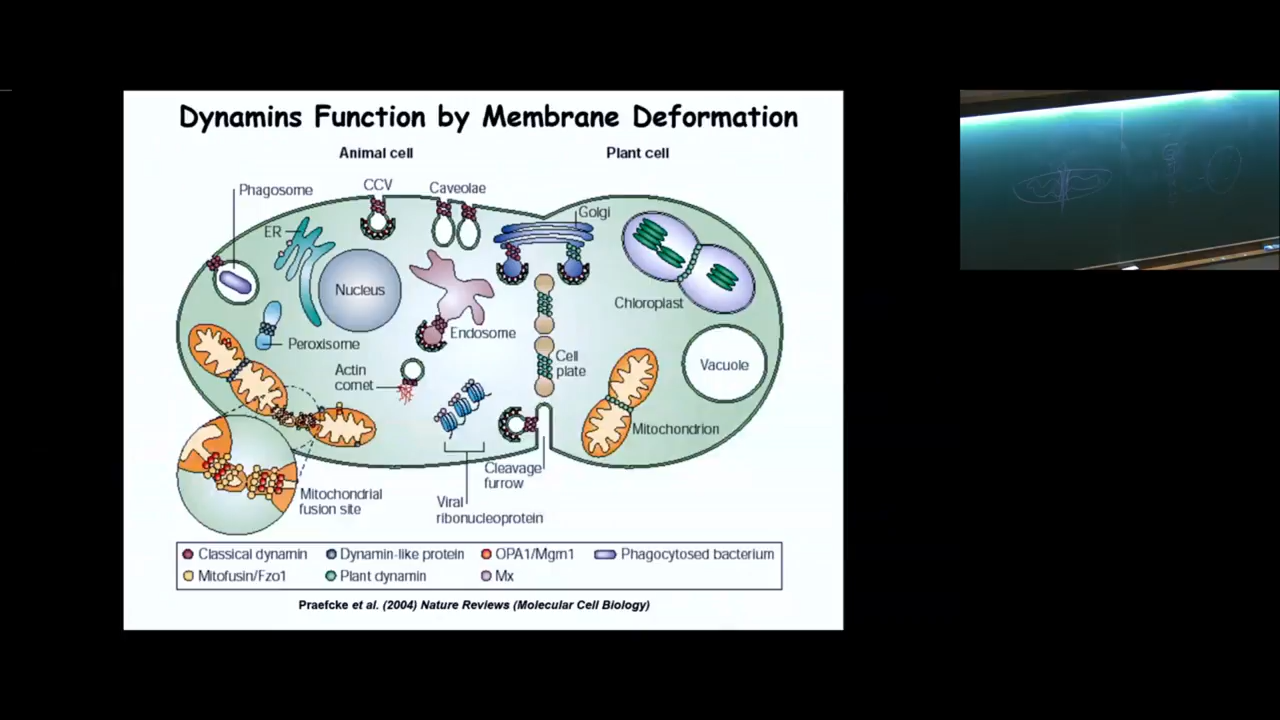 Dynamins Function by Membrane Deformation
Animal cell
Plant cell
Phagosome
CCV
Caveolae
Golgi
ER
Nucleus
Chloroplast
Endosome
Peroxisome
Actin
comet
Cell
plate
Vacuole
Mitochondrion
Cleavage
furrow
Mitochondrial
fusion site
Viral
ribonucleoprotein
Classical dynamin
Dynamin-like protein
OPA1/Mgm1
Phagocytosed bacterium
Mitofusin/Fzo1
Plant dynamin
Mx
Praefcke et al. (2004) Nature Reviews (Molecular Cell Biology)